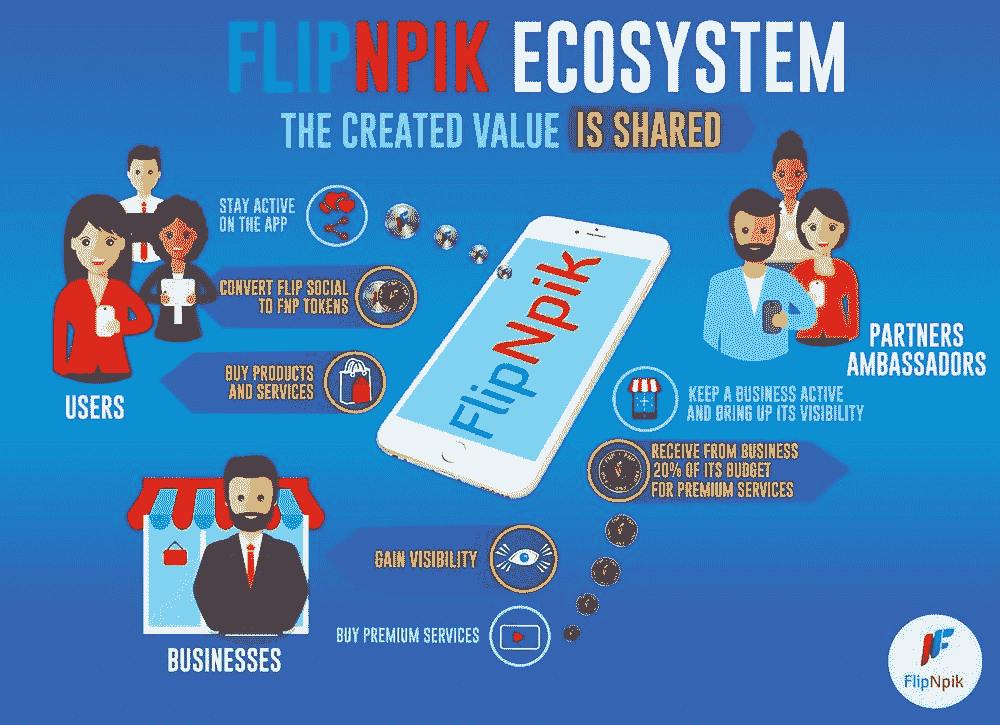 FLIPNPIK ECOSYSTEM
THE CREATED VALUE IS SHARED
STAY ACTIVE
ON THE APP
CONVERT FLIP SOCIAL
TO FNP TOKENS
BUY PRODUCTS
AND SERVICES
USERS
FlipNpik
PARTNERS
AMBASSADORS
KEEP A BUSINESS ACTIVE
AND BRING UP ITS VISIBILITY
RECEIVE FROM BUSINESS
20% OF ITS BUDGET
FOR PREMIUM SERVICES
GAIN VISIBILITY
BUY PREMIUM SERVICES
BUSINESSES
FlipNpik